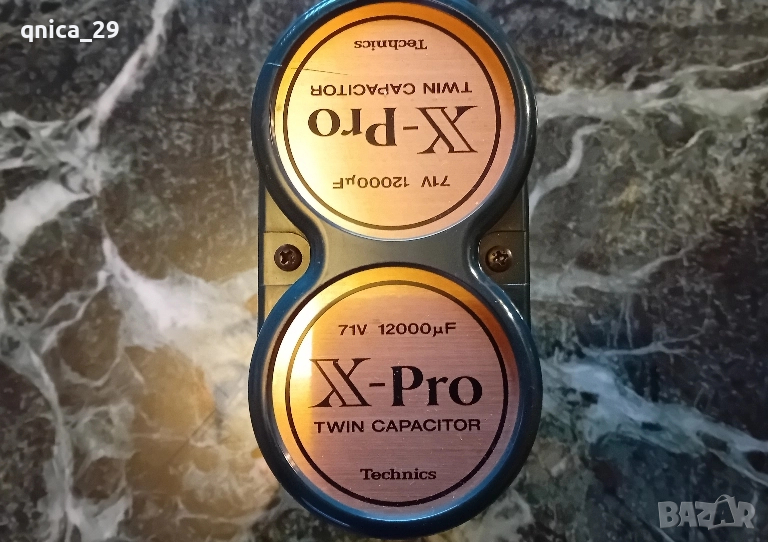 qnica_29
Technics
TWIN CAPACITOR
X-Pro
71V 12000µF
71V 12000µF
X-Pro
TWIN CAPACITOR
Technics
BAZAR